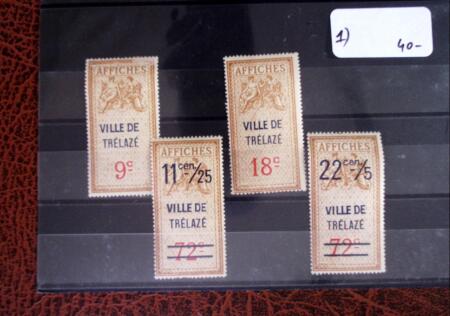 1)
40-
AFFICHES
VILLE DE
TRÉLAZÉ
9c
AFFICHES
VILLE DE
TRÉLAZÉ
18c
AFFICHES
11 cen-/25
VILLE DE
TRÉLAZÉ
72c
AFFICHES
22 cen-/5
VILLE DE
TRÉLAZÉ
72c